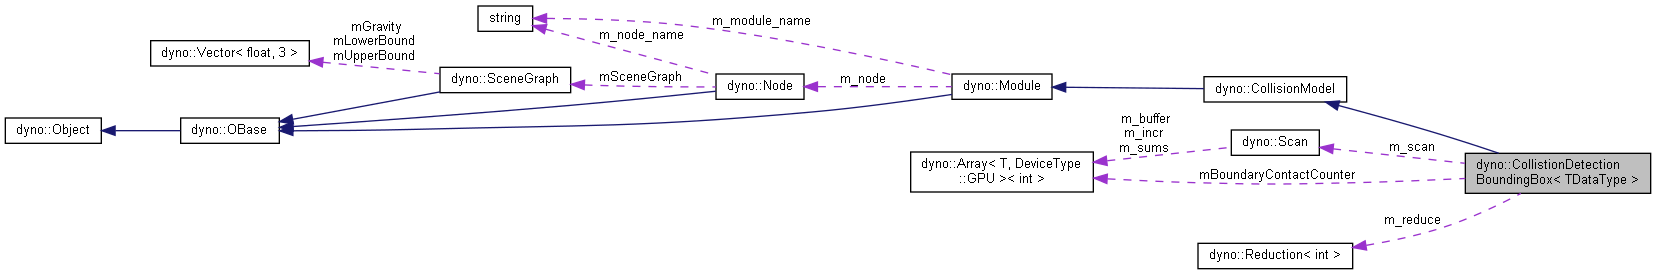 string
m_module_name
mGravity
mLowerBound
mUpperBound
m_node_name
dyno::Vector< float, 3 >
dyno::SceneGraph
mSceneGraph
dyno::Node
m_node
dyno::Module
dyno::CollisionModel
dyno::Object
dyno::OBase
m_buffer
m_incr
m_sums
dyno::Scan
m_scan
dyno::Array< T, DeviceType
::GPU >< int >
mBoundaryContactCounter
dyno::CollistionDetection
BoundingBox< TDataType >
m_reduce
dyno::Reduction< int >